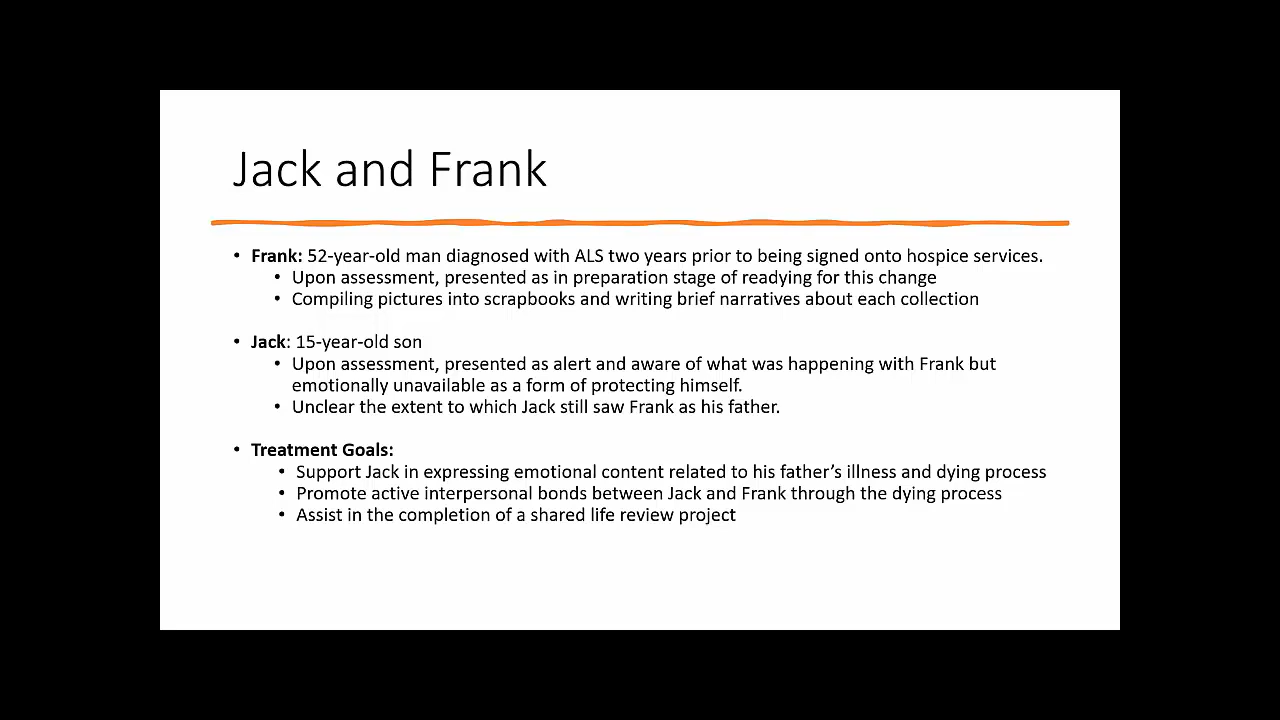 Jack and Frank
• Frank: 52-year-old man diagnosed with ALS two years prior to being signed onto hospice services.
• Upon assessment, presented as in preparation stage of readying for this change
• Compiling pictures into scrapbooks and writing brief narratives about each collection
• Jack: 15-year-old son
• Upon assessment, presented as alert and aware of what was happening with Frank but
emotionally unavailable as a form of protecting himself.
• Unclear the extent to which Jack still saw Frank as his father.
• Treatment Goals:
• Support Jack in expressing emotional content related to his father’s illness and dying process
• Promote active interpersonal bonds between Jack and Frank through the dying process
• Assist in the completion of a shared life review project